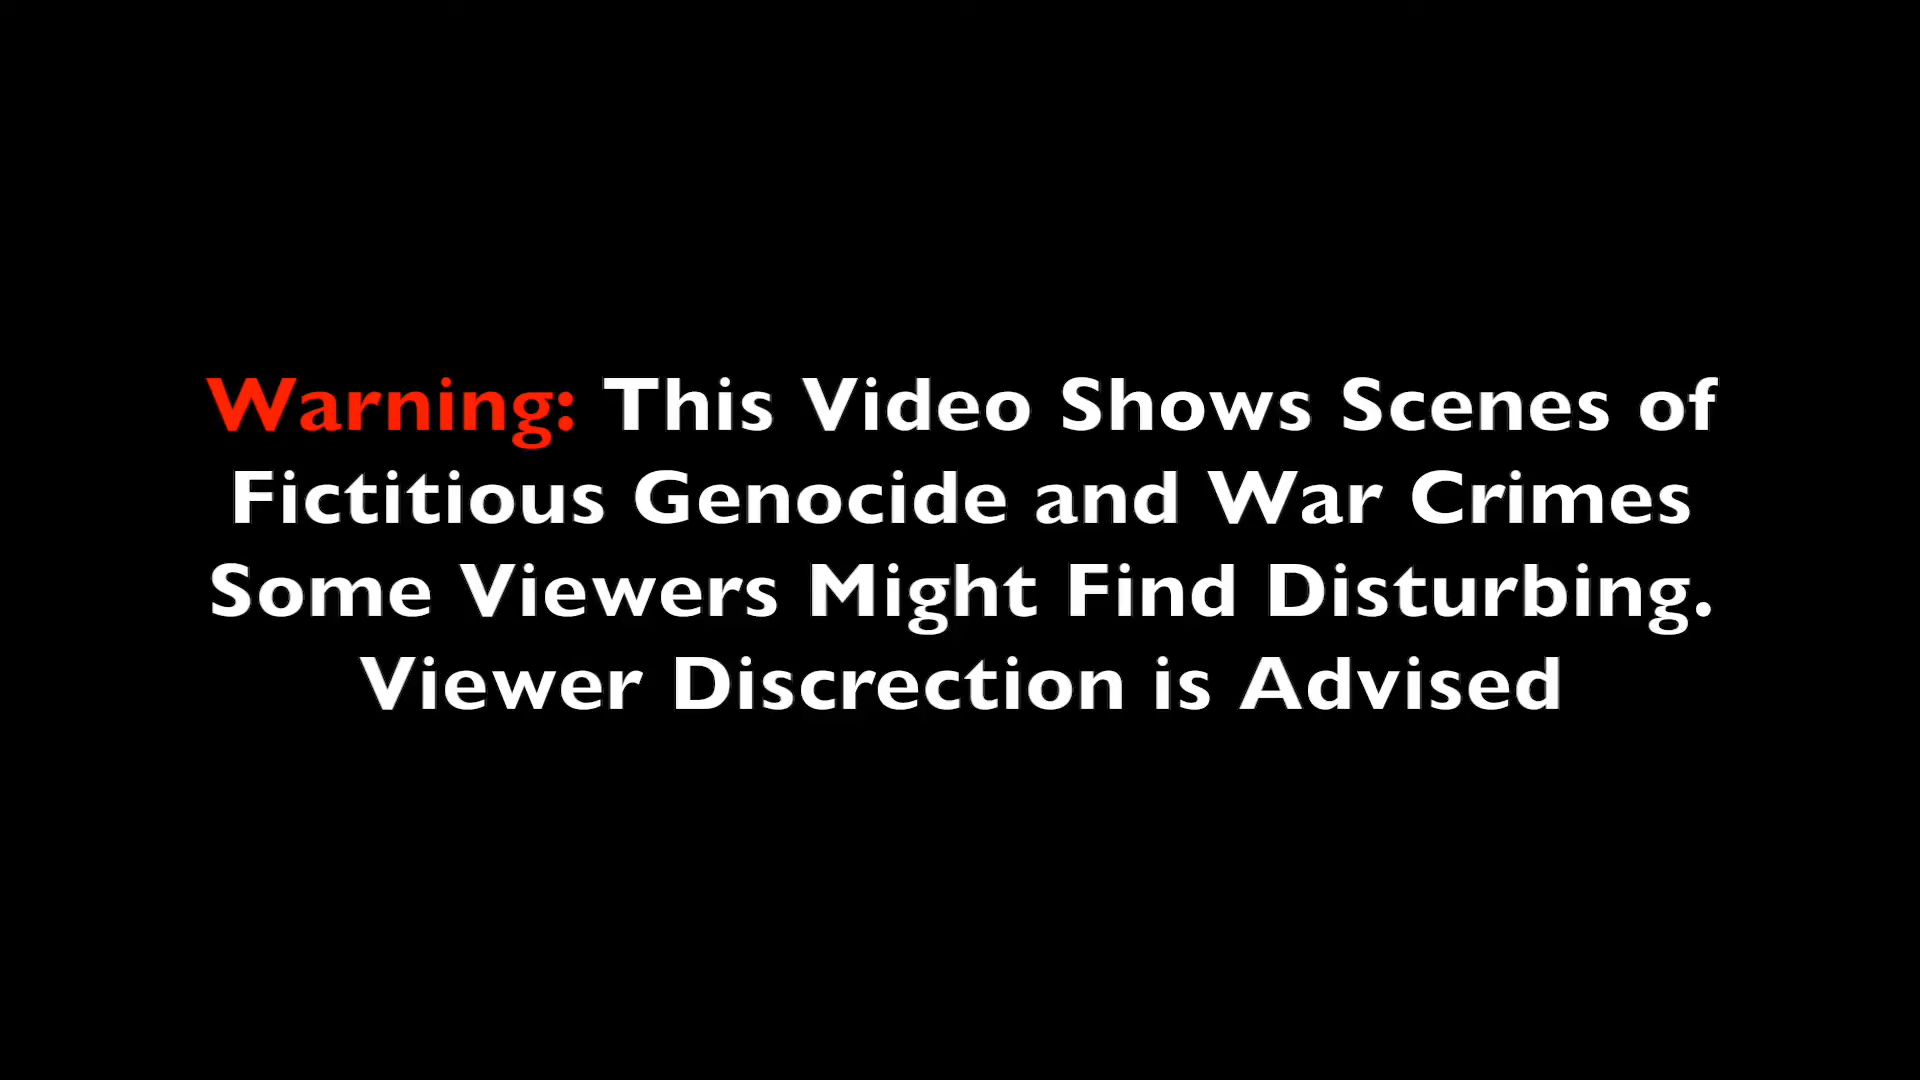 Warning: This Video Shows Scenes of
Fictitious Genocide and War Crimes
Some Viewers Might Find Disturbing.
Viewer Discrection is Advised